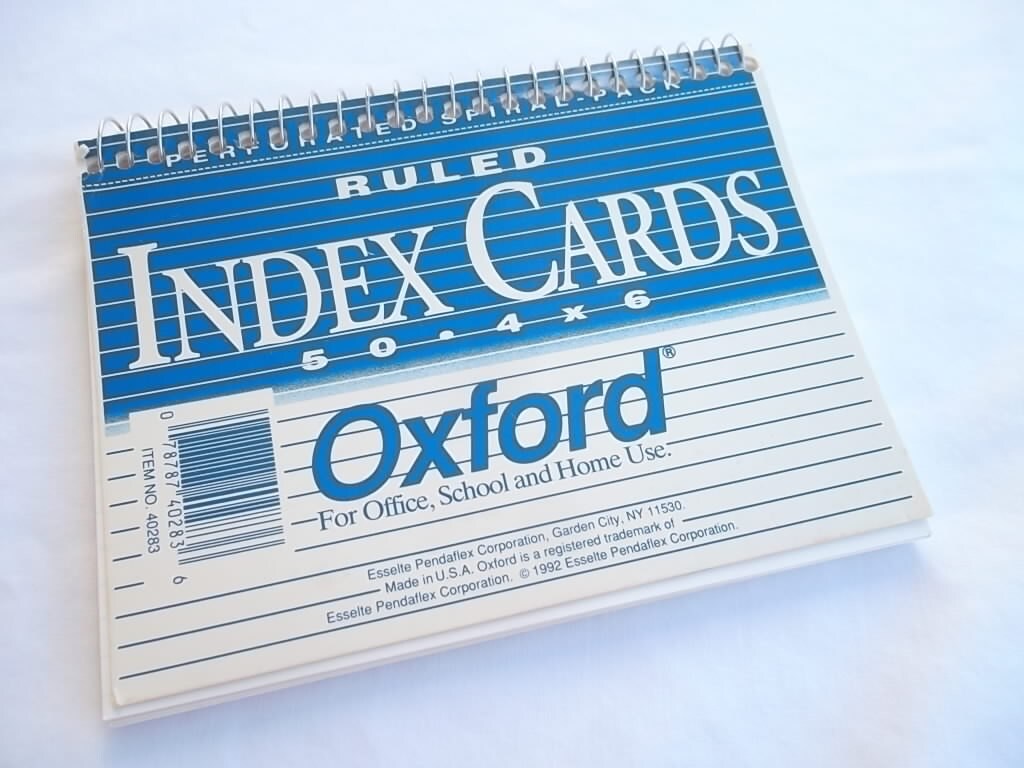 PERFORATED SPIRAL-PACK
RULED
INDEX CARDS
50 • 4 x 6
Oxford®
For Office, School and Home Use.
0 78787 40283 6
ITEM NO. 40283
Esselte Pendaflex Corporation, Garden City, NY 11530.
Made in U.S.A. Oxford is a registered trademark of
Esselte Pendaflex Corporation. © 1992 Esselte Pendaflex Corporation.